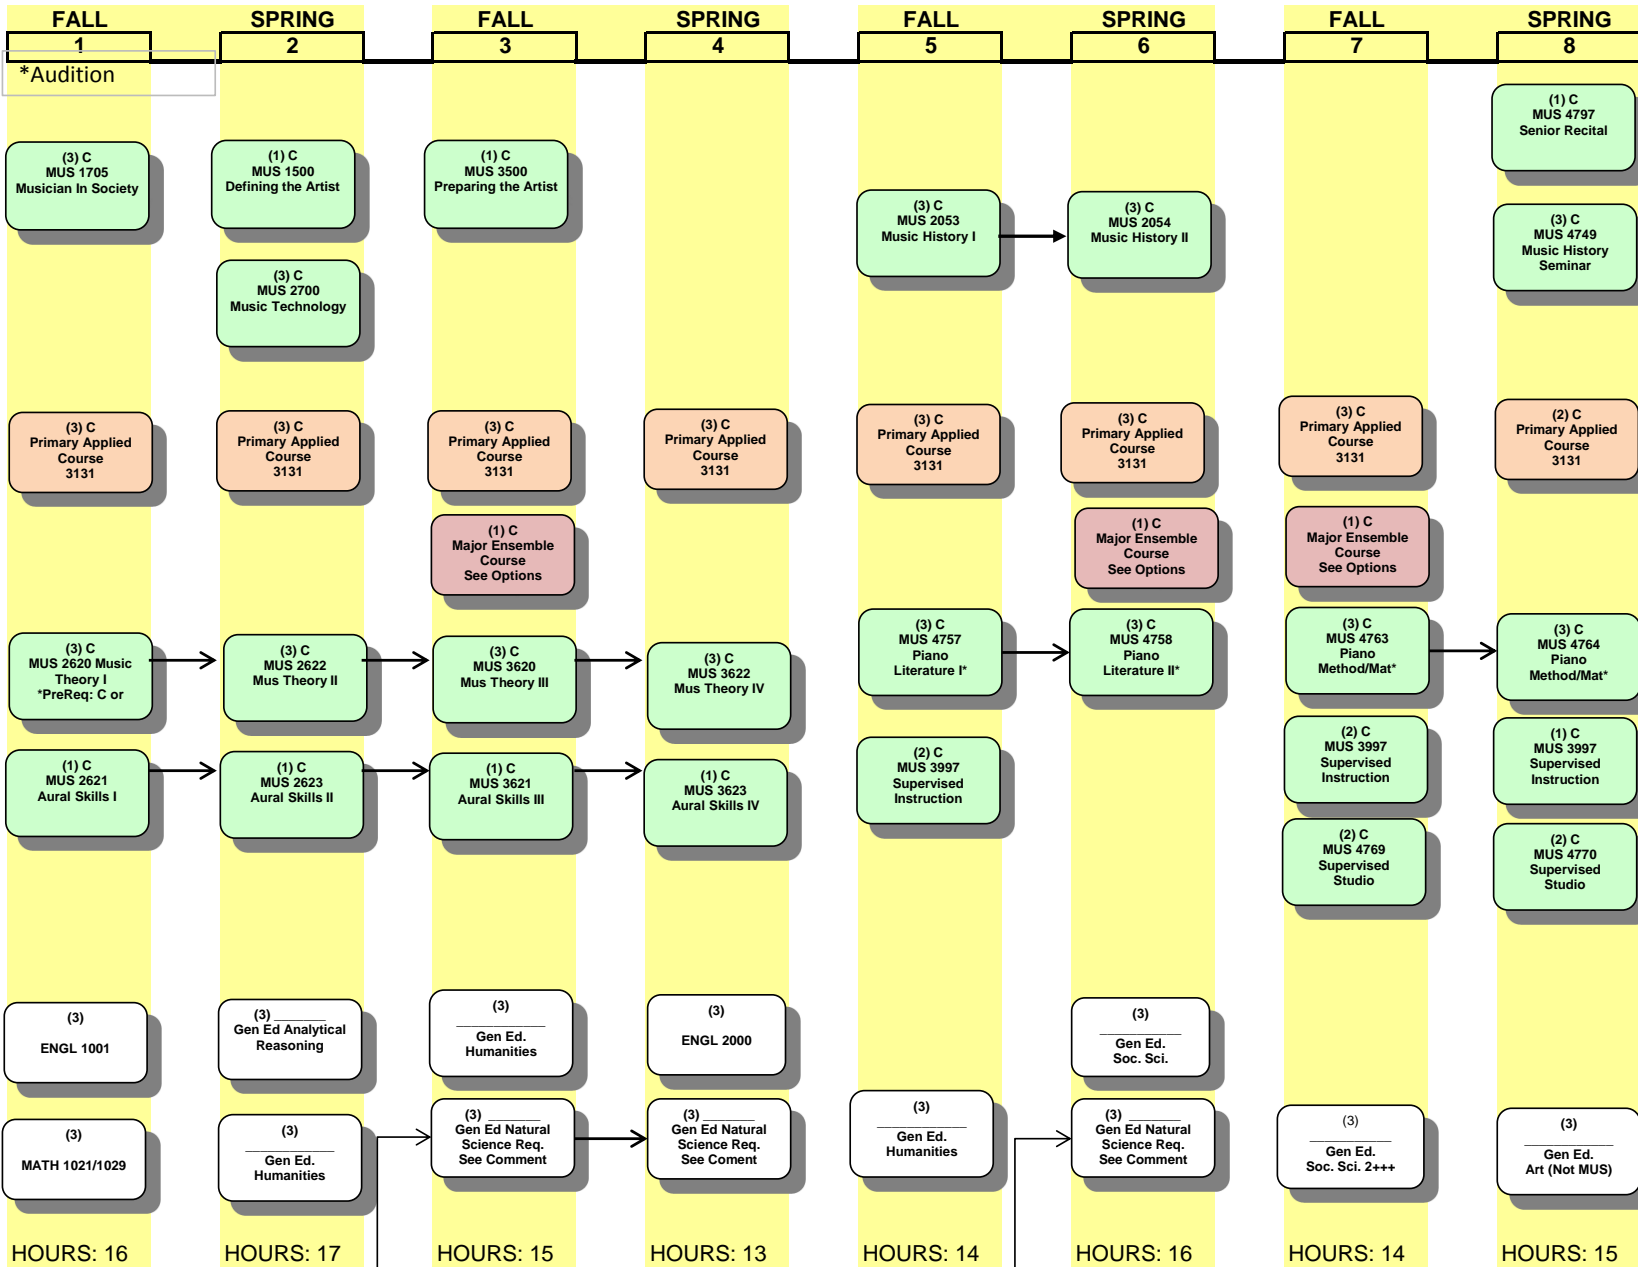 FALL
SPRING
FALL
SPRING
FALL
SPRING
FALL
SPRING
1
2
3
4
5
6
7
8
*Audition
(1) C
MUS 4797
Senior Recital
(3) C
MUS 1705
Musician In Society
(1) C
MUS 1500
Defining the Artist
(1) C
MUS 3500
Preparing the Artist
(3) C
MUS 2053
Music History I
(3) C
MUS 2054
Music History II
(3) C
MUS 4749
Music History
Seminar
(3) C
MUS 2700
Music Technology
(3) C
Primary Applied
Course
3131
(3) C
Primary Applied
Course
3131
(3) C
Primary Applied
Course
3131
(3) C
Primary Applied
Course
3131
(3) C
Primary Applied
Course
3131
(3) C
Primary Applied
Course
3131
(3) C
Primary Applied
Course
3131
(2) C
Primary Applied
Course
3131
(1) C
Major Ensemble
Course
See Options
(1) C
Major Ensemble
Course
See Options
(1) C
Major Ensemble
Course
See Options
(3) C
MUS 2620 Music
Theory I
*PreReq: C or
(3) C
MUS 2622
Mus Theory II
(3) C
MUS 3620
Mus Theory III
(3) C
MUS 3622
Mus Theory IV
(3) C
MUS 4757
Piano
Literature I*
(3) C
MUS 4758
Piano
Literature II*
(3) C
MUS 4763
Piano
Method/Mat*
(3) C
MUS 4764
Piano
Method/Mat*
(1) C
MUS 2621
Aural Skills I
(1) C
MUS 2623
Aural Skills II
(1) C
MUS 3621
Aural Skills III
(1) C
MUS 3623
Aural Skills IV
(2) C
MUS 3997
Supervised
Instruction
(2) C
MUS 3997
Supervised
Instruction
(1) C
MUS 3997
Supervised
Instruction
(2) C
MUS 4769
Supervised
Studio
(2) C
MUS 4770
Supervised
Studio
(3)
ENGL 1001
(3) _______
Gen Ed Analytical
Reasoning
(3)
____________
Gen Ed.
Humanities
(3)
ENGL 2000
(3)
___________
Gen Ed.
Soc. Sci.
(3)
MATH 1021/1029
(3)
____________
Gen Ed.
Humanities
(3) _______
Gen Ed Natural
Science Req.
See Comment
(3) _______
Gen Ed Natural
Science Req.
See Coment
(3)
____________
Gen Ed.
Humanities
(3) _______
Gen Ed Natural
Science Req.
See Comment
(3)
___________
Gen Ed.
Soc. Sci. 2+++
(3)
____________
Gen Ed.
Art (Not MUS)
HOURS: 16
HOURS: 17
HOURS: 15
HOURS: 13
HOURS: 14
HOURS: 16
HOURS: 14
HOURS: 15